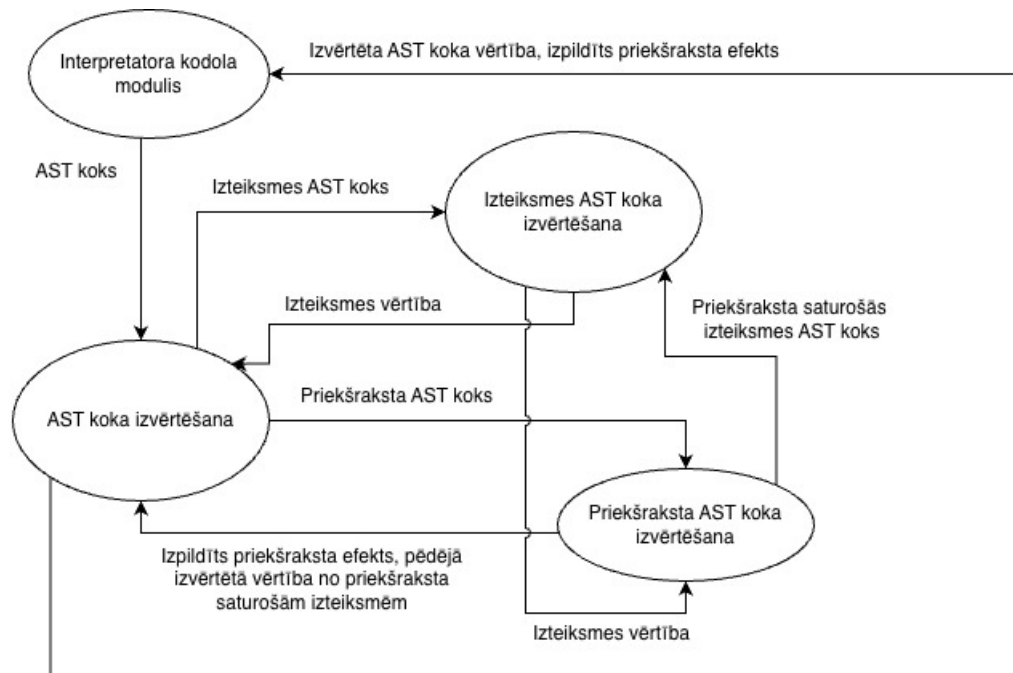 Izvērtēta AST koka vērtība, izpildīts priekšraksta efekts
Interpretatora kodola
modulis
AST koks
Izteiksmes AST koks
Izteiksmes AST koka
izvērtēšana
Izteiksmes vērtība
Priekšraksta saturošās
izteiksmes AST koks
Priekšraksta AST koks
AST koka izvērtēšana
Priekšraksta AST koka
izvērtēšana
Izpildīts priekšraksta efekts, pēdējā
izvērtētā vērtība no priekšraksta
saturošām izteiksmēm
Izteiksmes vērtība